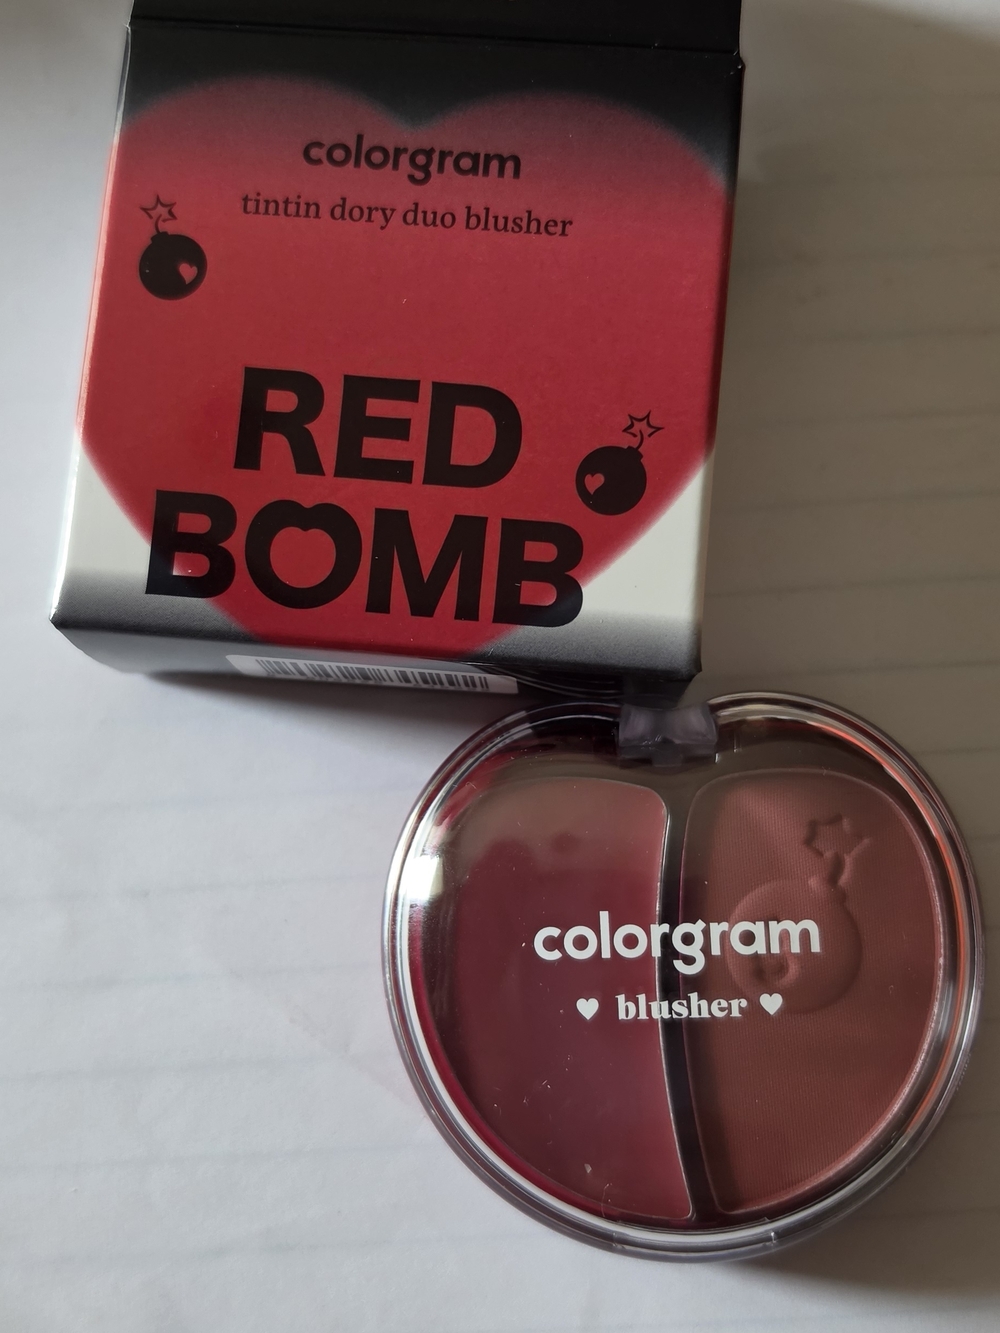 colorgram
tintin dory duo blusher
RED
BOMB
colorgram
blusher